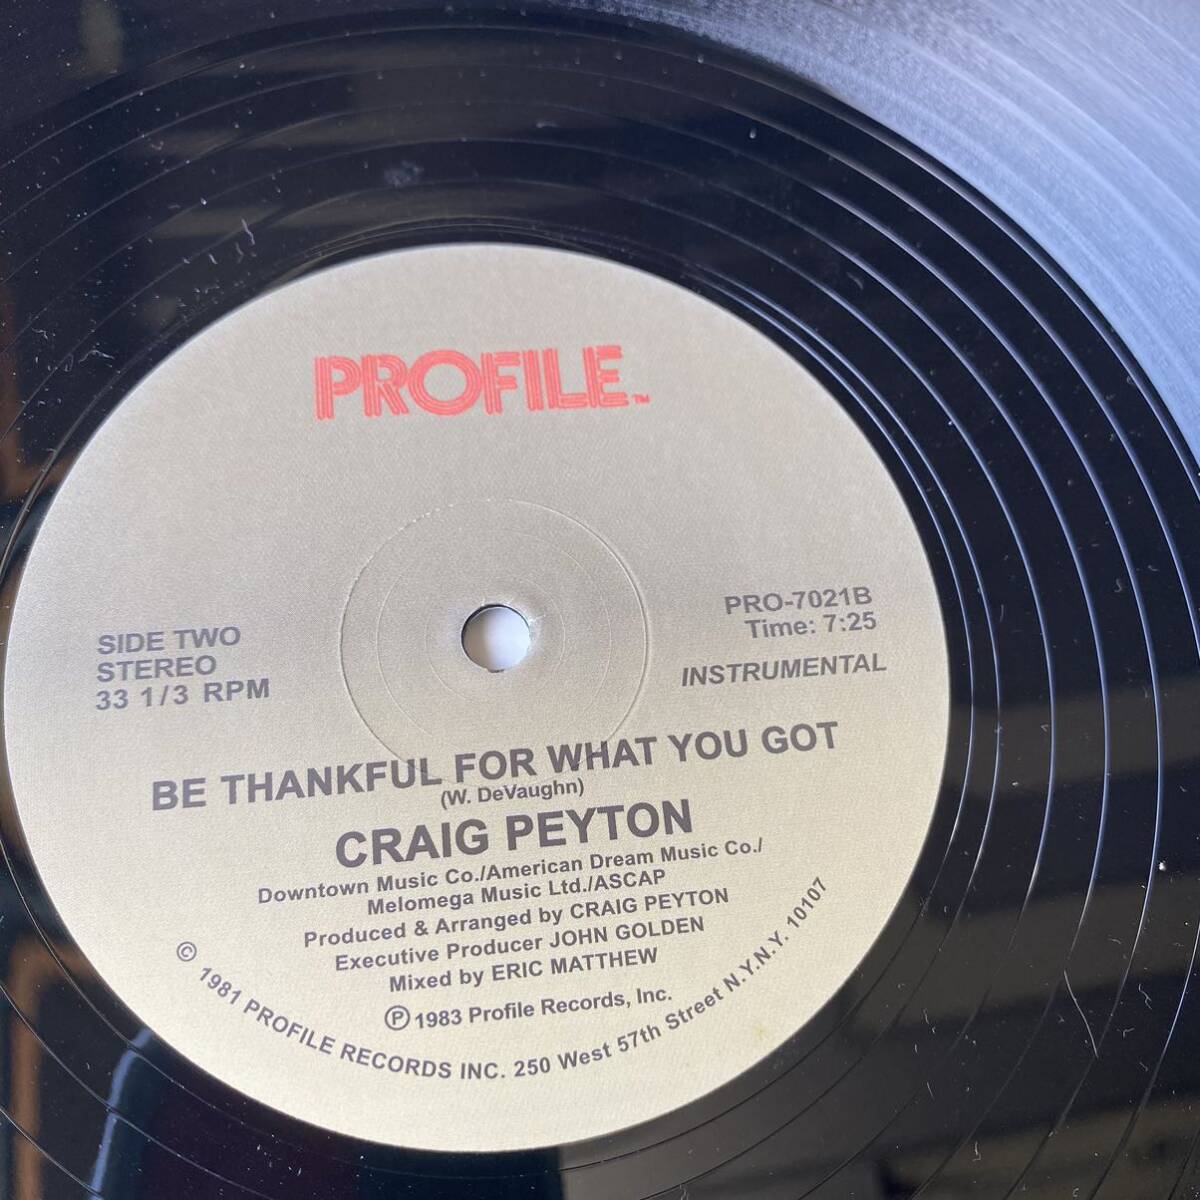 PROFILE™
SIDE TWO
STEREO
33 1/3 RPM
PRO-7021B
Time: 7:25
INSTRUMENTAL
BE THANKFUL FOR WHAT YOU GOT
(W. DeVaughn)
CRAIG PEYTON
Downtown Music Co./American Dream Music Co./
Melomega Music Ltd./ASCAP
Produced & Arranged by CRAIG PEYTON
Executive Producer JOHN GOLDEN
Mixed by ERIC MATTHEW
℗ 1983 Profile Records, Inc.
© 1981 PROFILE RECORDS INC. 250 West 57th Street N.Y.N.Y. 10107